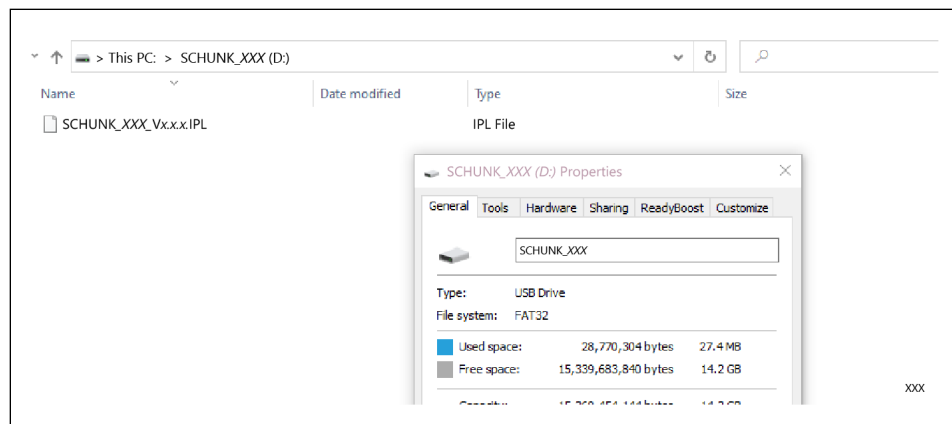 > This PC: > SCHUNK_XXX (D:)
Name Date modified Type Size
SCHUNK_XXX_Vx.x.x.IPL IPL File
SCHUNK_XXX (D:) Properties
General Tools Hardware Sharing ReadyBoost Customize
SCHUNK_XXX
Type: USB Drive
File system: FAT32
Used space: 28,770,304 bytes 27.4 MB
Free space: 15,339,683,840 bytes 14.2 GB
XXX